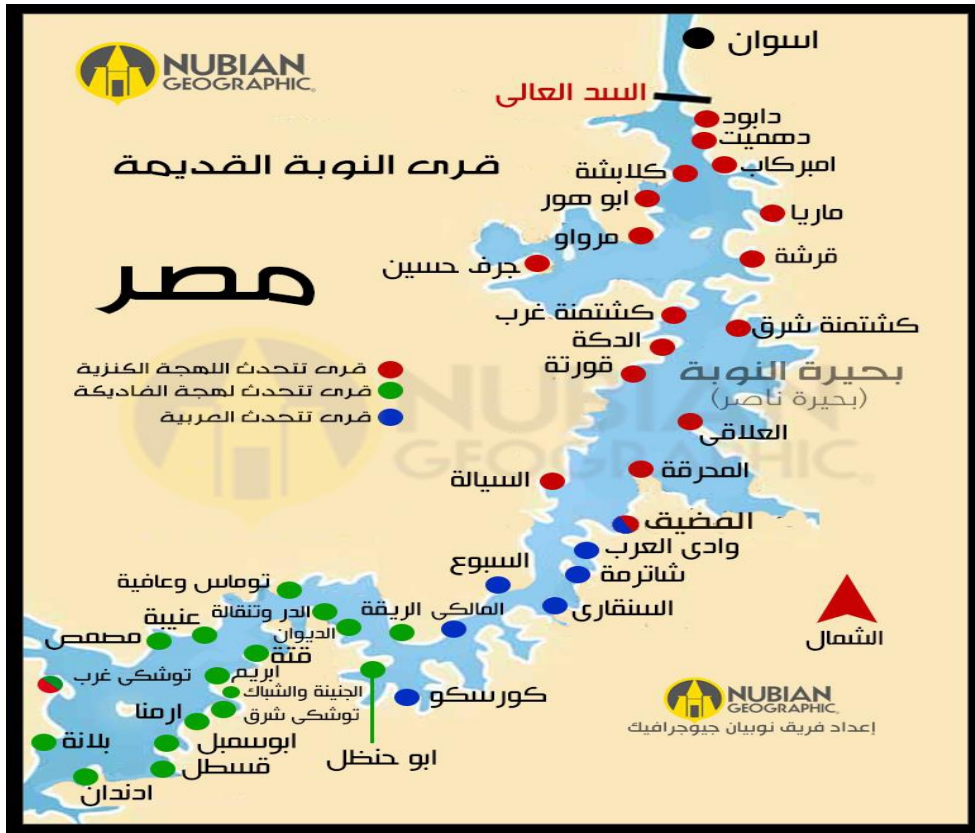 NUBIAN
GEOGRAPHIC
اسوان
السد العالى
دابود
دهميت
امبركاب
قرى النوبة القديمة
كلابشة
ابو هور
ماريا
مرواو
قرشة
جرف حسين
مصر
كشتمنة غرب
كشتمنة شرق
الدكة
قورتة
قرى تتحدث اللهجة الكنزية
قرى تتحدث لهجة الفاديكة
قرى تتحدث العربية
بحيرة النوبة
(بحيرة ناصر)
NUBIAN
GEOGRAPHIC
العلاقى
المحرقة
السيالة
المضيق
وادى العرب
السبوع
شاترمة
السنقارى
توماس وعافية
الدر وتنقالة
الريقة
المالكى
عنيبة
الديوان
مصمص
قتة
الشمال
ابريم
توشكى غرب
الجنينة والشباك
كورسكو
ارمنا
توشكى شرق
NUBIAN
GEOGRAPHIC
إعداد فريق نوبيان جيوجرافيك
بلانة
ابوسمبل
ابو حنظل
قسطل
ادندان